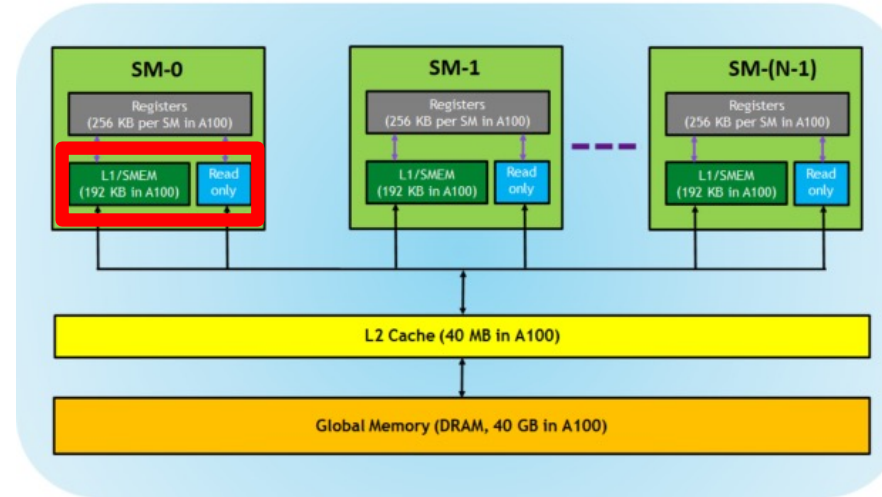 SM-0
Registers
(256 KB per SM in A100)
L1/SMEM
(192 KB in A100)
Read
only
SM-1
Registers
(256 KB per SM in A100)
L1/SMEM
(192 KB in A100)
Read
only
SM-(N-1)
Registers
(256 KB per SM in A100)
L1/SMEM
(192 KB in A100)
Read
only
L2 Cache (40 MB in A100)
Global Memory (DRAM, 40 GB in A100)